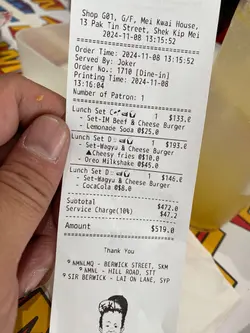 Shop G01, G/F, Mei Kwai House,
13 Pak Tin Street, Shek Kip Mei
2024-11-08 13:15:52
Order Time: 2024-11-08 13:15:52
Served By: Joker
Order No.: 1710 [Dine-in]
Printing Time: 2024-11-08
13:16:04
Number of Patron: 1
Lunch Set C 1 $133.0
- Set-IM Beef & Cheese Burger
- Lemonade Soda @25.0
Lunch Set D 1 $193.0
- Set-Wagyu & Cheese Burger
▲Cheesy fries @$10.0
- Oreo Milkshake @$45.0
Lunch Set D 1 $146.0
- Set-Wagyu & Cheese Burger
- CocaCola @$8.0
Subtotal $472.0
Service Charge(10%) $47.2
Amount $519.0
Thank You
NMNLMQ - BERWICK STREET, SKM
NMNL - HILL ROAD, STT
SIR BERWICK - LAI ON LANE, SYP